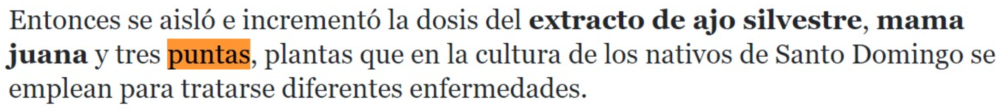 Entonces se aisló e incrementó la dosis del extracto de ajo silvestre, mama
juana y tres puntas, plantas que en la cultura de los nativos de Santo Domingo se
emplean para tratarse diferentes enfermedades.